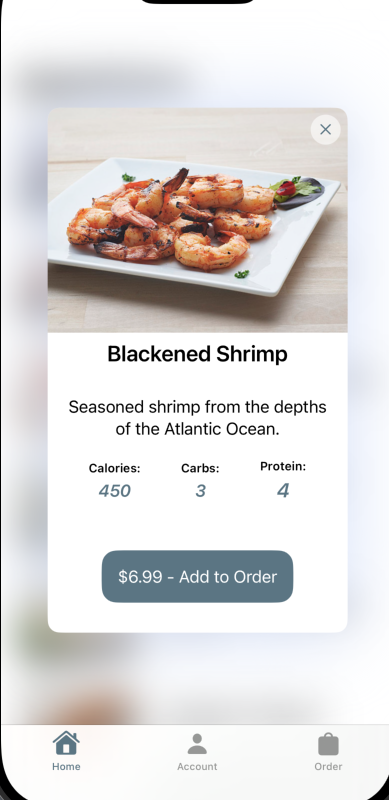 Blackened Shrimp
Seasoned shrimp from the depths
of the Atlantic Ocean.
Calories: Carbs: Protein:
450 3 4
$6.99 - Add to Order
Home Account Order